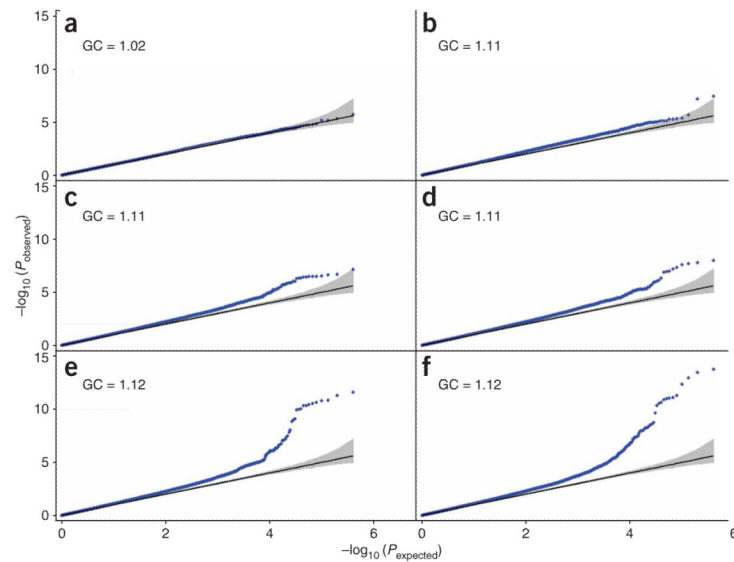 a
GC = 1.02
b
GC = 1.11
15
10
5
0
c
GC = 1.11
d
GC = 1.11
15
10
5
0
e
GC = 1.12
f
GC = 1.12
15
10
5
0
–log10 (Pobserved)
0 2 4 6
0 2 4 6
–log10 (Pexpected)